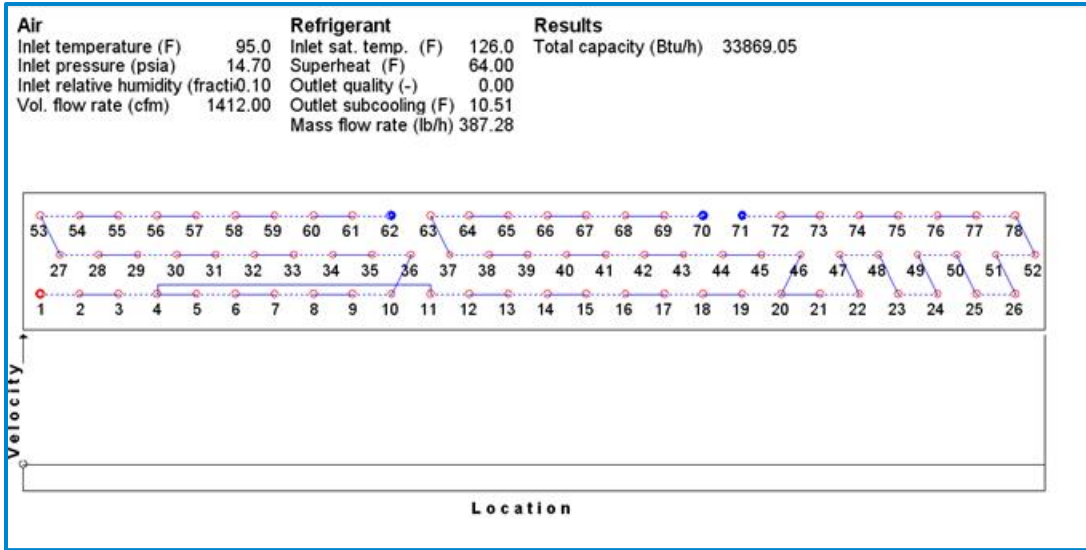 Air Refrigerant Results
Inlet temperature (F) 95.0 Inlet sat. temp. (F) 126.0 Total capacity (Btu/h) 33869.05
Inlet pressure (psia) 14.70 Superheat (F) 64.00
Inlet relative humidity (fracti0.10 Outlet quality (-) 0.00
Vol. flow rate (cfm) 1412.00 Outlet subcooling (F) 10.51
Mass flow rate (lb/h) 387.28
53 54 55 56 57 58 59 60 61 62 63 64 65 66 67 68 69 70 71 72 73 74 75 76 77 78
27 28 29 30 31 32 33 34 35 36 37 38 39 40 41 42 43 44 45 46 47 48 49 50 51 52
1 2 3 4 5 6 7 8 9 10 11 12 13 14 15 16 17 18 19 20 21 22 23 24 25 26
Velocity
Location